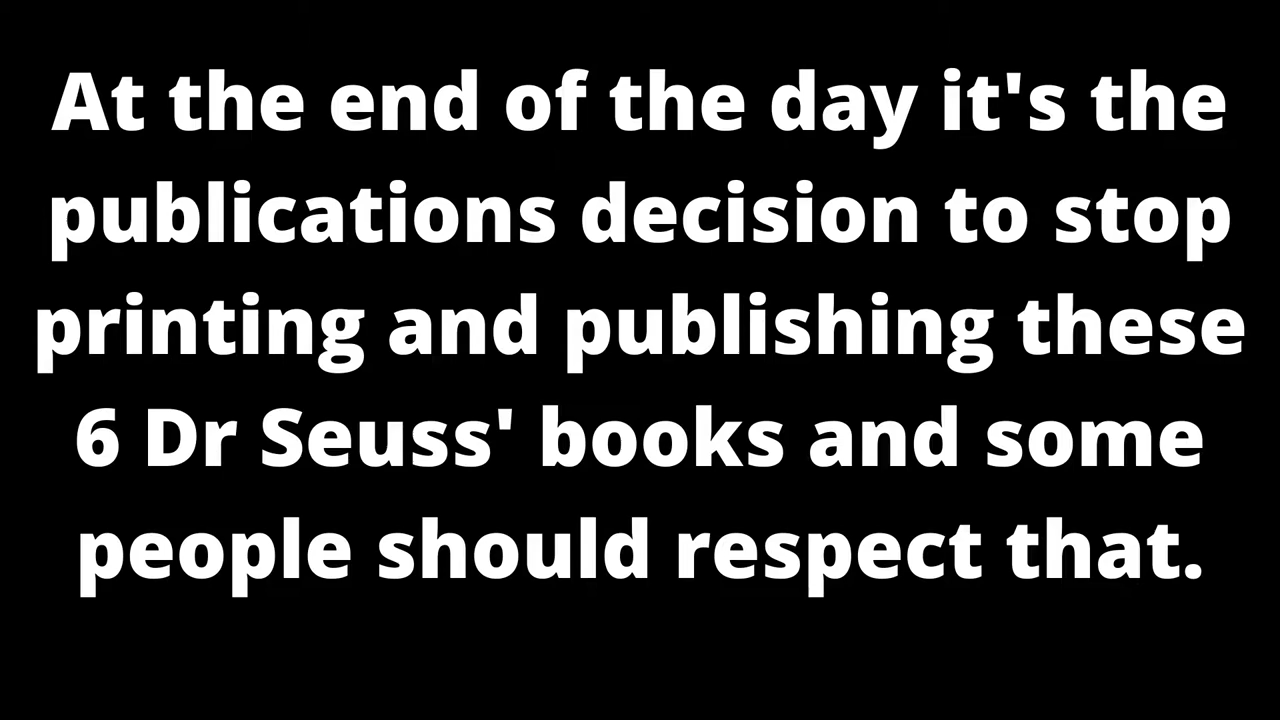 At the end of the day it's the
publications decision to stop
printing and publishing these
6 Dr Seuss' books and some
people should respect that.